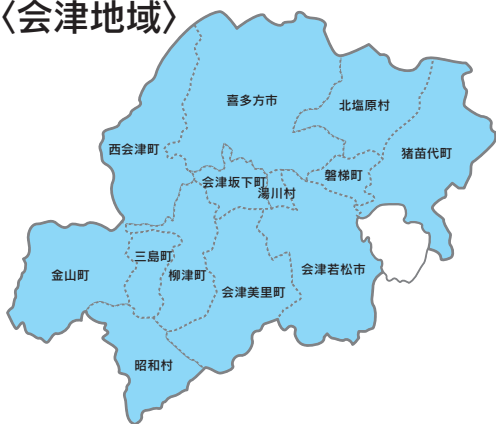 〈会津地域〉
喜多方市
北塩原村
西会津町
猪苗代町
磐梯町
会津坂下町
湯川村
三島町
金山町
柳津町
会津若松市
会津美里町
昭和村